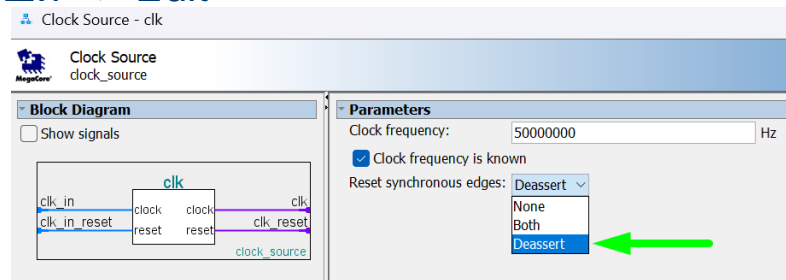 Clock Source - clk
Clock Source
MegaCore'
clock_source
Block Diagram
Show signals
clk
clk_in
clock
clock
clk
clk_in_reset
reset
reset
clk_reset
clock_source
Parameters
Clock frequency:
50000000
Hz
Clock frequency is known
Reset synchronous edges:
Deassert
None
Both
Deassert